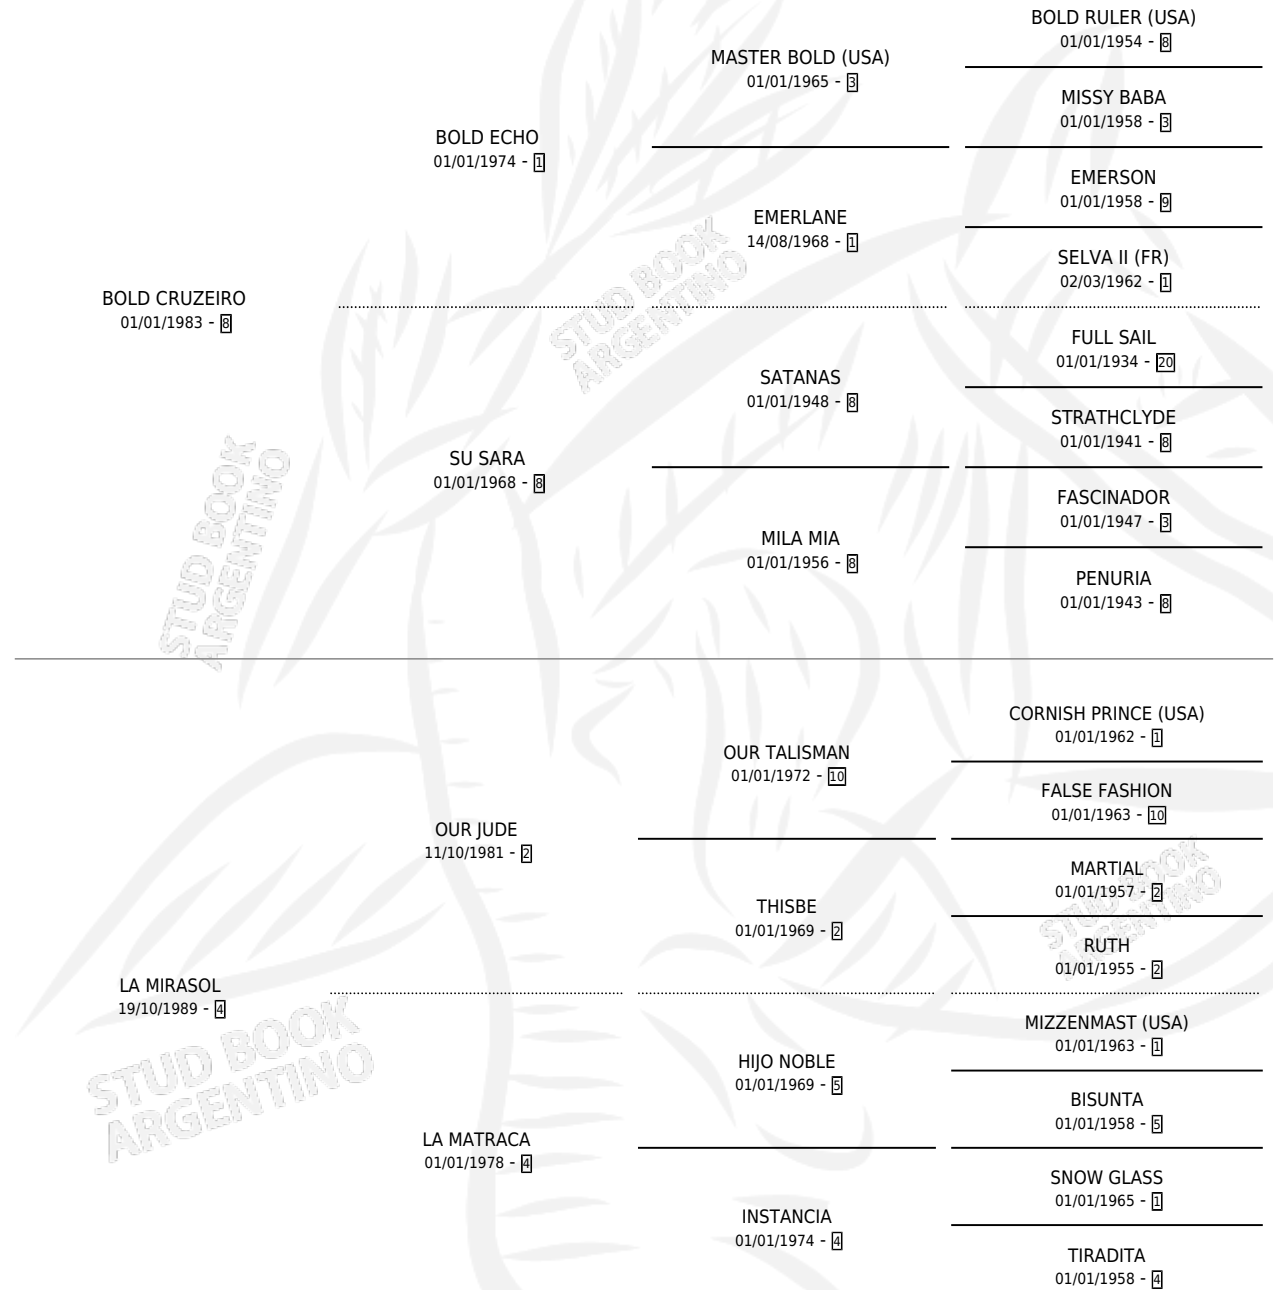 BOLD RULER (USA)
01/01/1954 - 8
MASTER BOLD (USA)
01/01/1965 - 3
MISSY BABA
01/01/1958 - 3
BOLD ECHO
01/01/1974 - 1
EMERSON
01/01/1958 - 9
EMERLANE
14/08/1968 - 1
SELVA II (FR)
02/03/1962 - 1
BOLD CRUZEIRO
01/01/1983 - 8
FULL SAIL
01/01/1934 - 20
SATANAS
01/01/1948 - 8
STRATHCLYDE
01/01/1941 - 8
SU SARA
01/01/1968 - 8
FASCINADOR
01/01/1947 - 3
MILA MIA
01/01/1956 - 8
PENURIA
01/01/1943 - 8
STUD BOOK
ARGENTINO
STUD BOOK
ARGENTINO
CORNISH PRINCE (USA)
01/01/1962 - 1
OUR TALISMAN
01/01/1972 - 10
FALSE FASHION
01/01/1963 - 10
OUR JUDE
11/10/1981 - 2
MARTIAL
01/01/1957 - 2
THISBE
01/01/1969 - 2
RUTH
01/01/1955 - 2
LA MIRASOL
19/10/1989 - 4
MIZZENMAST (USA)
01/01/1963 - 1
HIJO NOBLE
01/01/1969 - 5
BISUNTA
01/01/1958 - 5
LA MATRACA
01/01/1978 - 4
SNOW GLASS
01/01/1965 - 1
INSTANCIA
01/01/1974 - 4
TIRADITA
01/01/1958 - 4
STUD BOOK
ARGENTINO
STUD BOOK
ARGENTINO